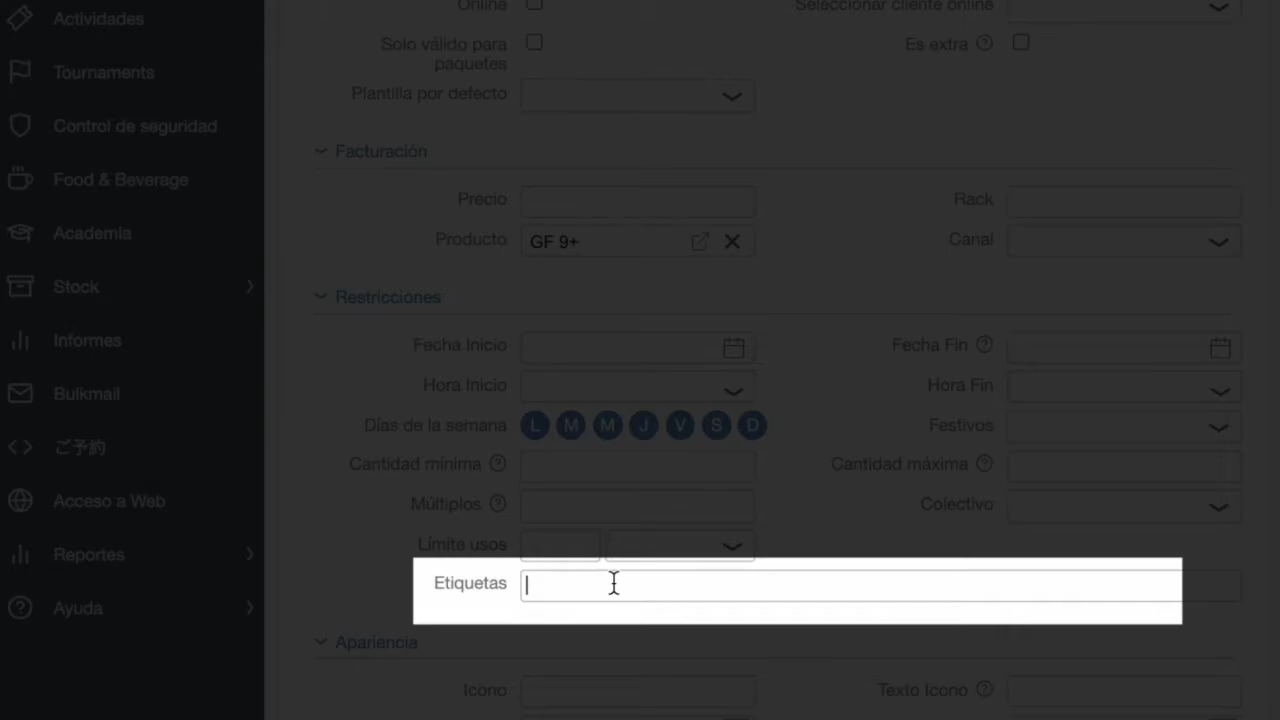 Actividades
Tournaments
Control de seguridad
Food & Beverage
Academia
Stock
Informes
Bulkmail
ご予約
Acceso a Web
Reportes
Ayuda
Online
Seleccionar cliente online
Solo válido para paquetes
Es extra
Plantilla por defecto
Facturación
Precio
Rack
Producto GF 9+
Canal
Restricciones
Fecha Inicio
Fecha Fin
Hora Inicio
Hora Fin
Días de la semana L M M J V S D
Festivos
Cantidad mínima
Cantidad máxima
Múltiplos
Colectivo
Límite usos
Etiquetas
Apariencia
Icono
Texto Icono